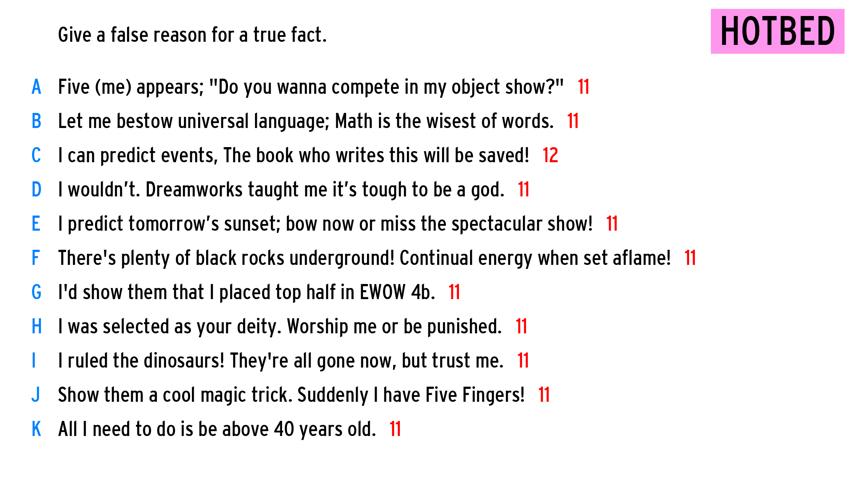 Give a false reason for a true fact.
HOTBED
A Five (me) appears; "Do you wanna compete in my object show?" 11
B Let me bestow universal language; Math is the wisest of words. 11
C I can predict events, The book who writes this will be saved! 12
D I wouldn't. Dreamworks taught me it's tough to be a god. 11
E I predict tomorrow's sunset; bow now or miss the spectacular show! 11
F There's plenty of black rocks underground! Continual energy when set aflame! 11
G I'd show them that I placed top half in EWOW 4b. 11
H I was selected as your deity. Worship me or be punished. 11
I I ruled the dinosaurs! They're all gone now, but trust me. 11
J Show them a cool magic trick. Suddenly I have Five Fingers! 11
K All I need to do is be above 40 years old. 11